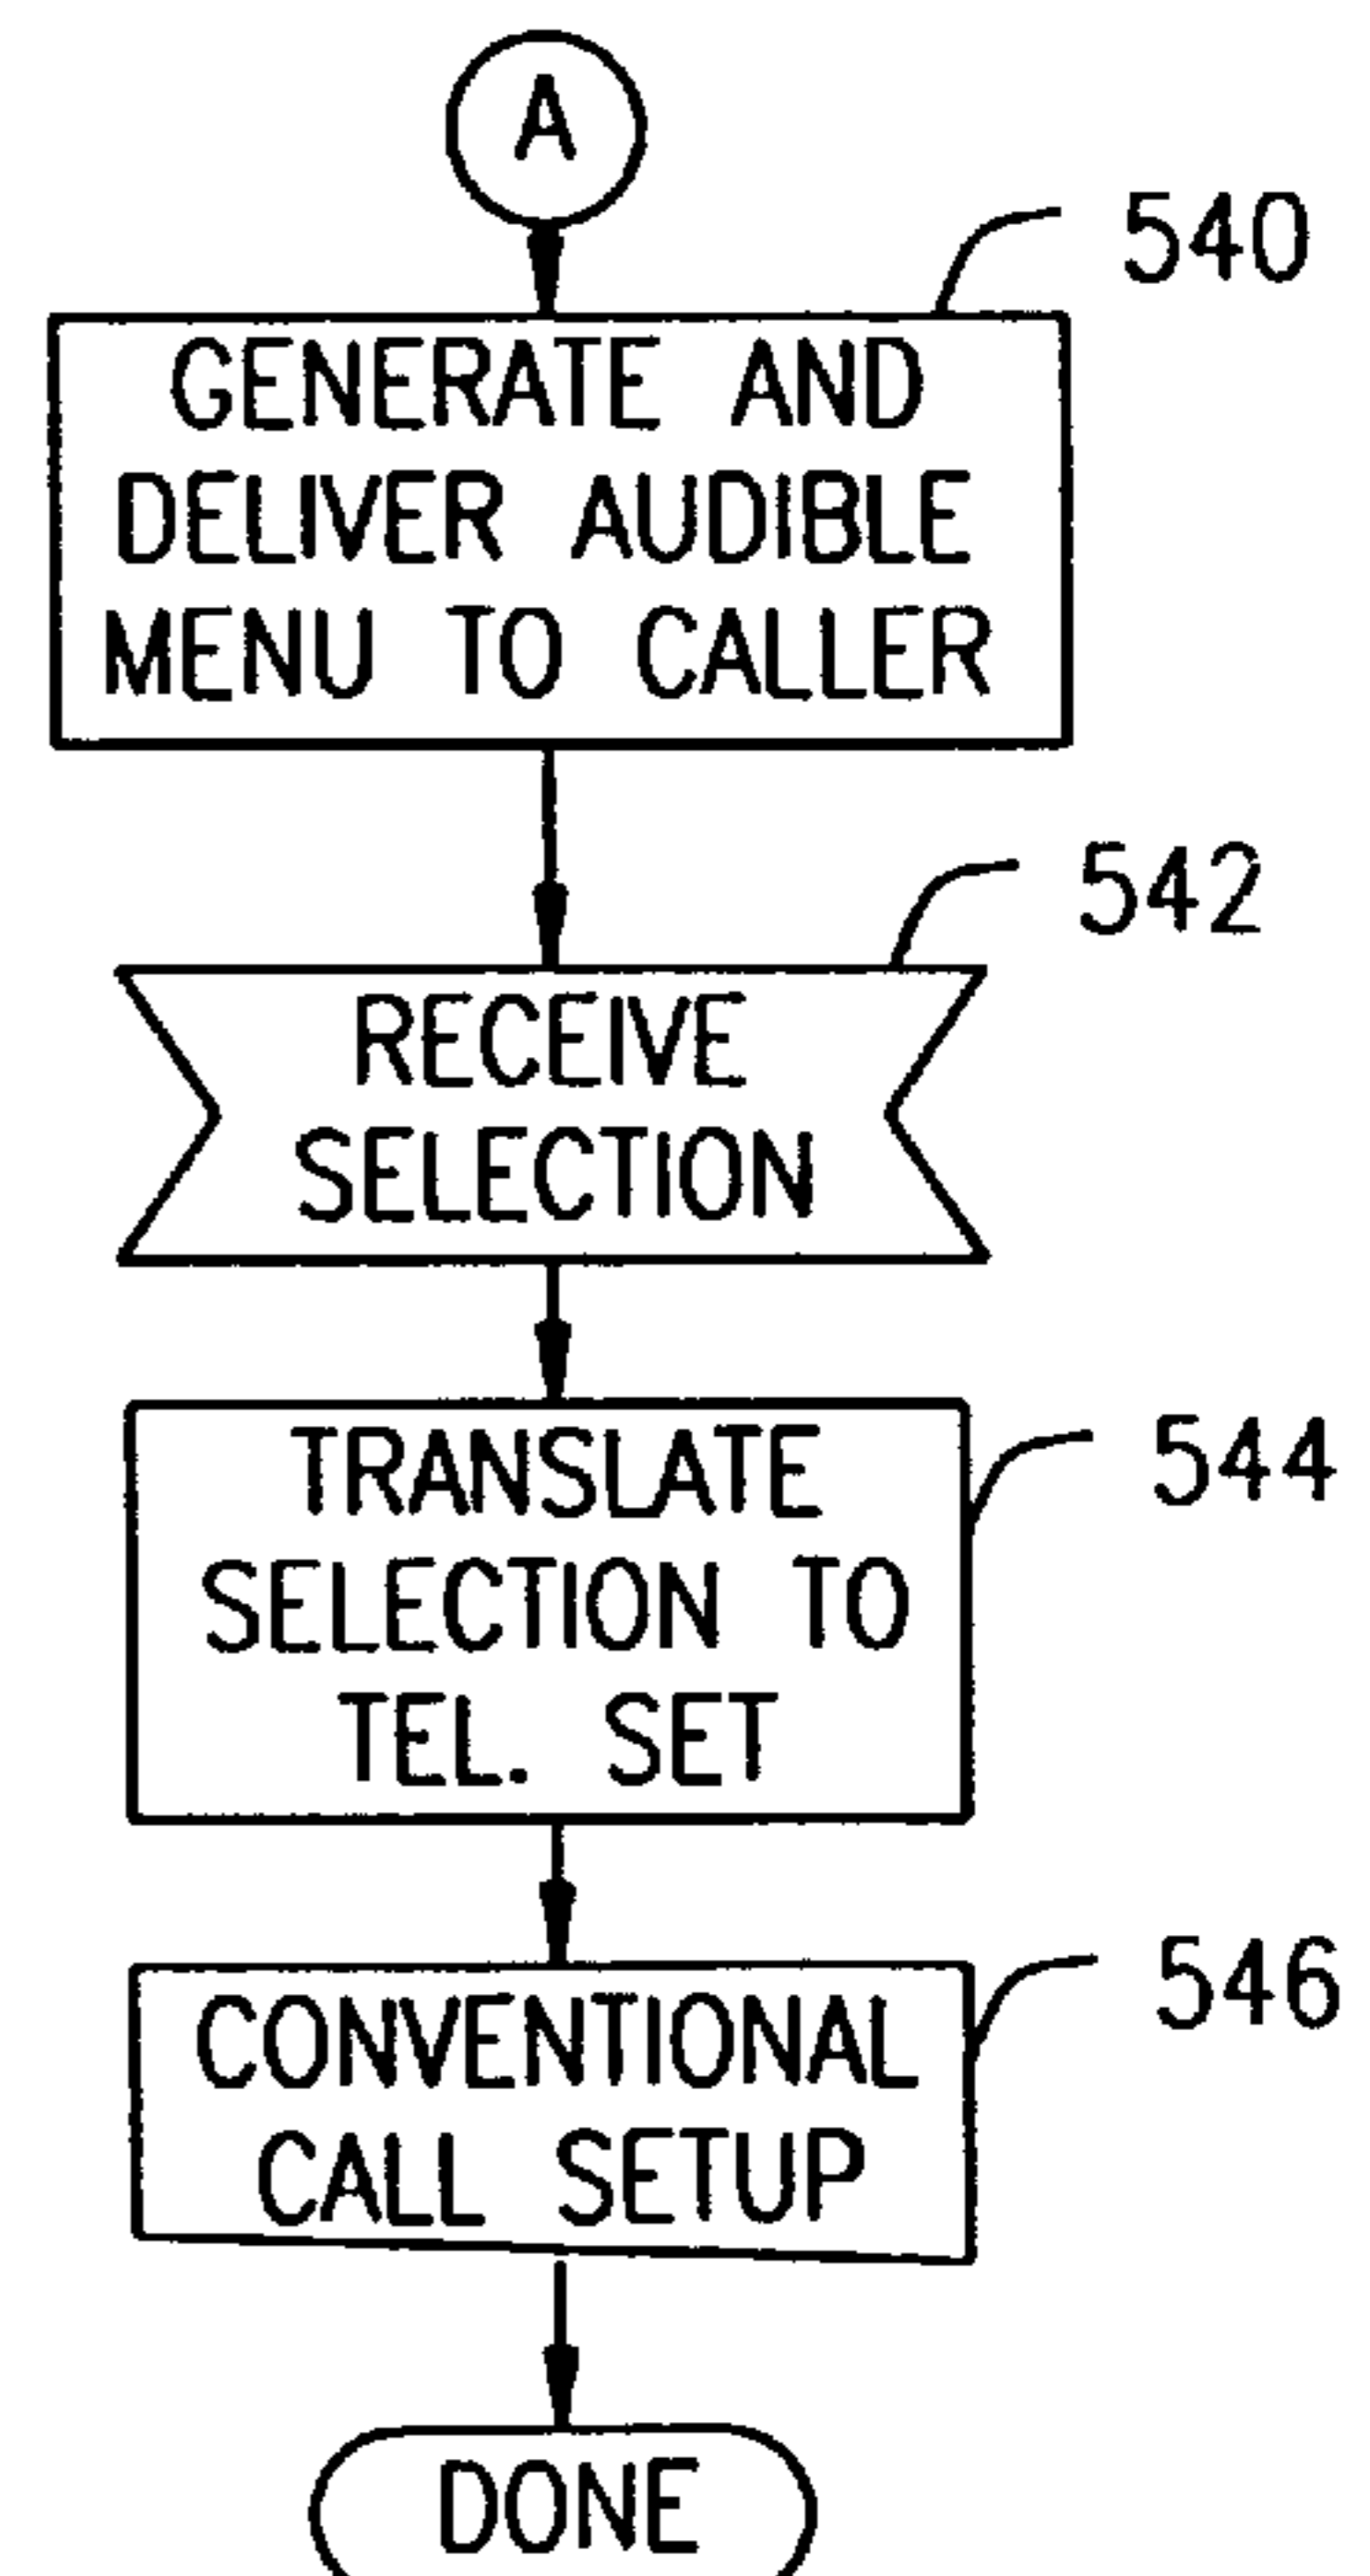 A
540
GENERATE AND
DELIVER AUDIBLE
MENU TO CALLER
542
RECEIVE
SELECTION
544
TRANSLATE
SELECTION TO
TEL. SET
546
CONVENTIONAL
CALL SETUP
DONE